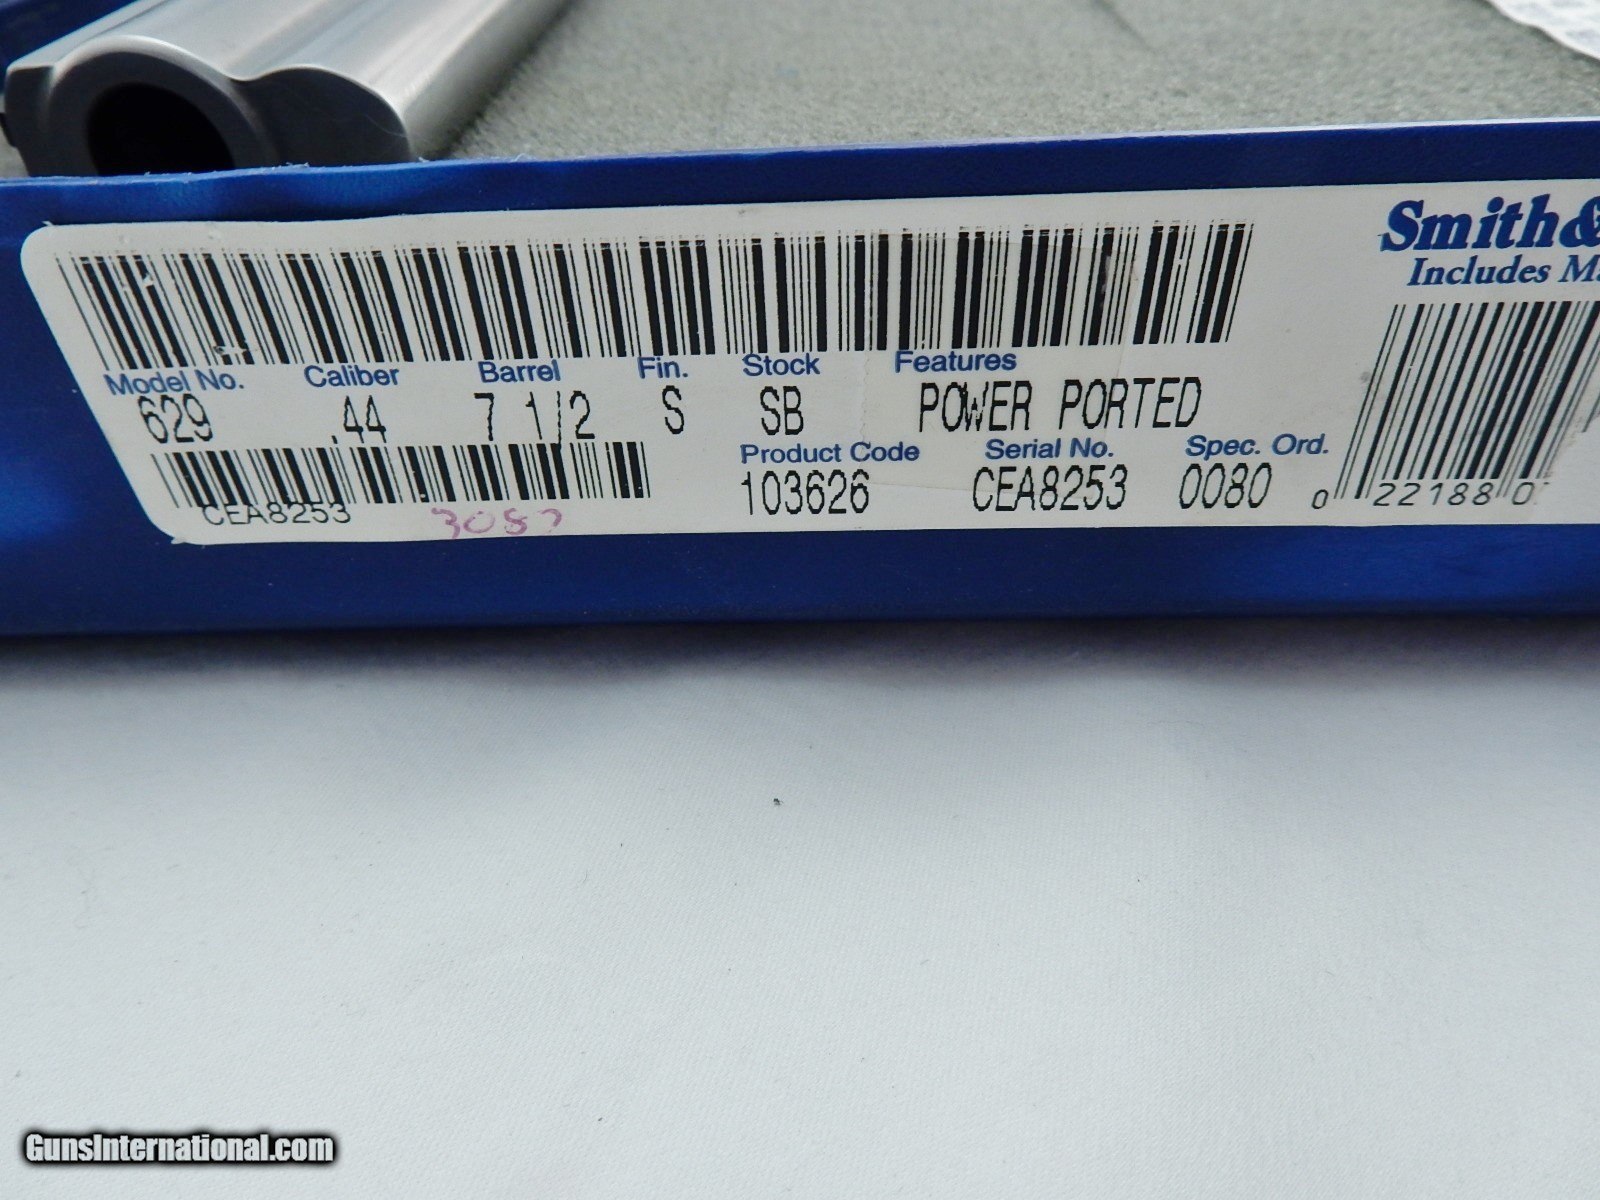 Smith&
Includes
Model No. Caliber Barrel Fin. Stock Features
629 .44 7 1/2 S SB POWER PORTED
Product Code Serial No. Spec. Ord.
103626 CEA8253 0080
CEA8253
0 22188 0
GunsInternational.com